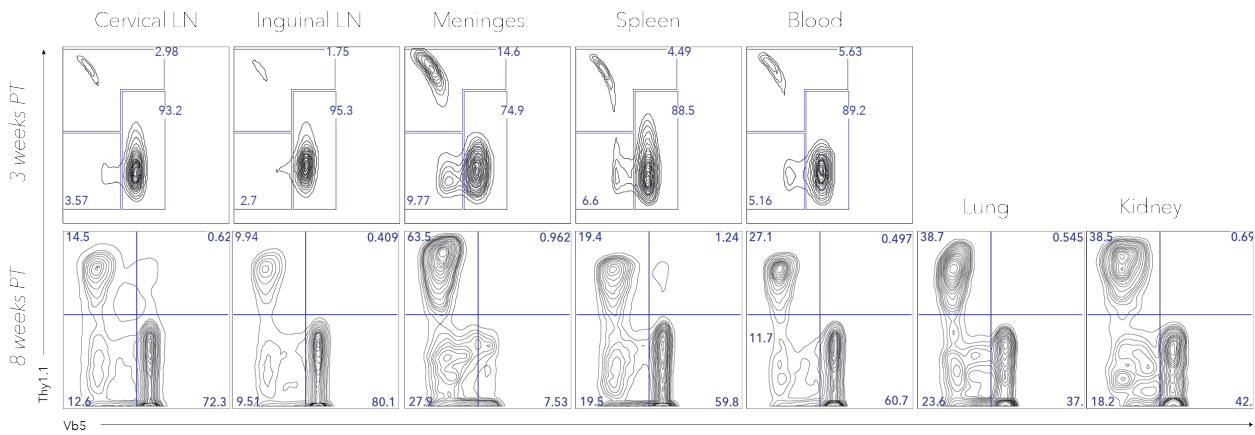 Cervical LN Inguinal LN Meninges Spleen Blood
3 weeks PT
2.98 1.75 14.6 4.49 5.63
93.2 95.3 74.9 88.5 89.2
3.57 2.7 9.77 6.6 5.16
Lung Kidney
8 weeks PT
14.5 0.62 9.94 0.409 63.5 0.962 19.4 1.24 27.1 0.497 38.7 0.545 38.5 0.69
11.7
12.6 72.3 9.51 80.1 27.9 7.53 19.5 59.8 60.7 23.6 37. 18.2 42.
Thy1.1
Vb5